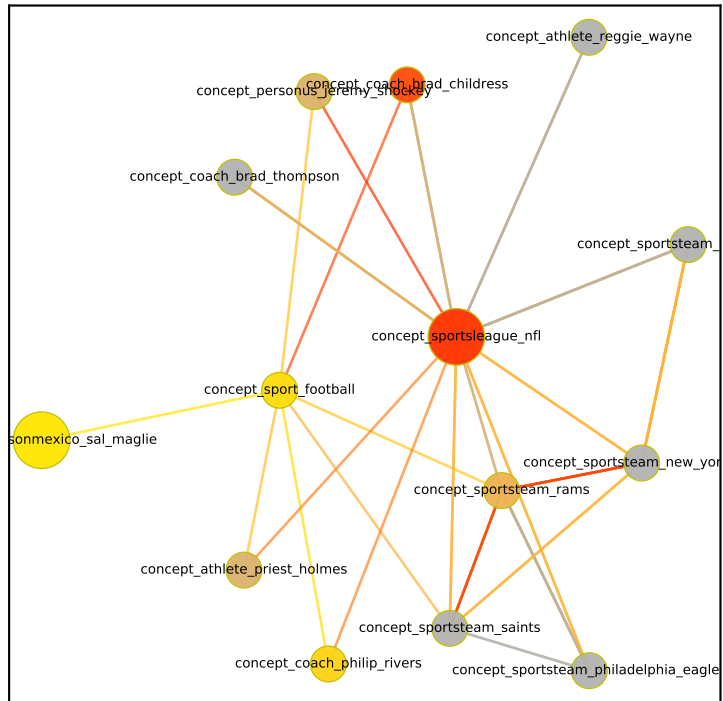 concept_athlete_reggie_wayne
concept_coach_brad_childress
concept_personus_jeremy_shockey
concept_coach_brad_thompson
concept_sportsteam_
concept_sportsleague_nfl
concept_sport_football
sonmexico_sal_maglie
concept_sportsteam_new_yor
concept_sportsteam_rams
concept_athlete_priest_holmes
concept_sportsteam_saints
concept_coach_philip_rivers
concept_sportsteam_philadelphia_eagle